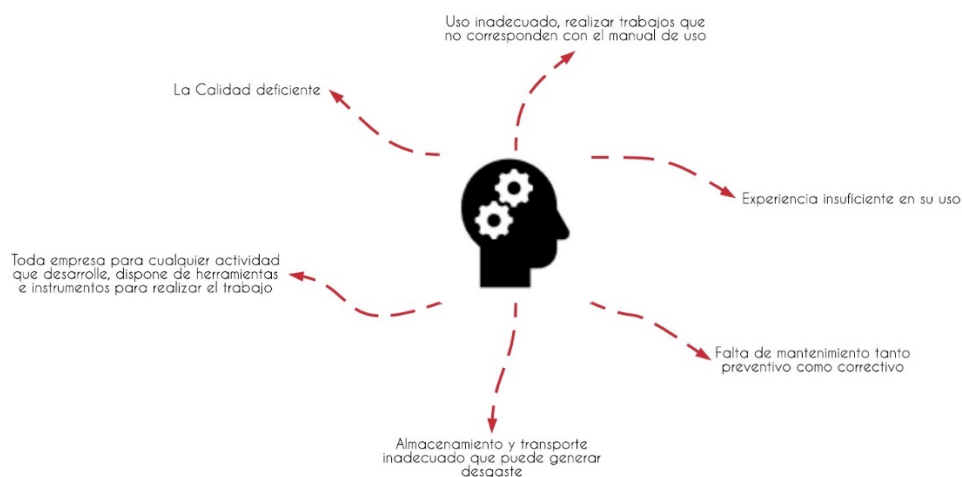 Uso inadecuado, realizar trabajos que
no corresponden con el manual de uso
La Calidad deficiente
Experiencia insuficiente en su uso
Toda empresa para cualquier actividad
que desarrolle, dispone de herramientas
e instrumentos para realizar el trabajo
Falta de mantenimiento tanto
preventivo como correctivo
Almacenamiento y transporte
inadecuado que puede generar
desgaste